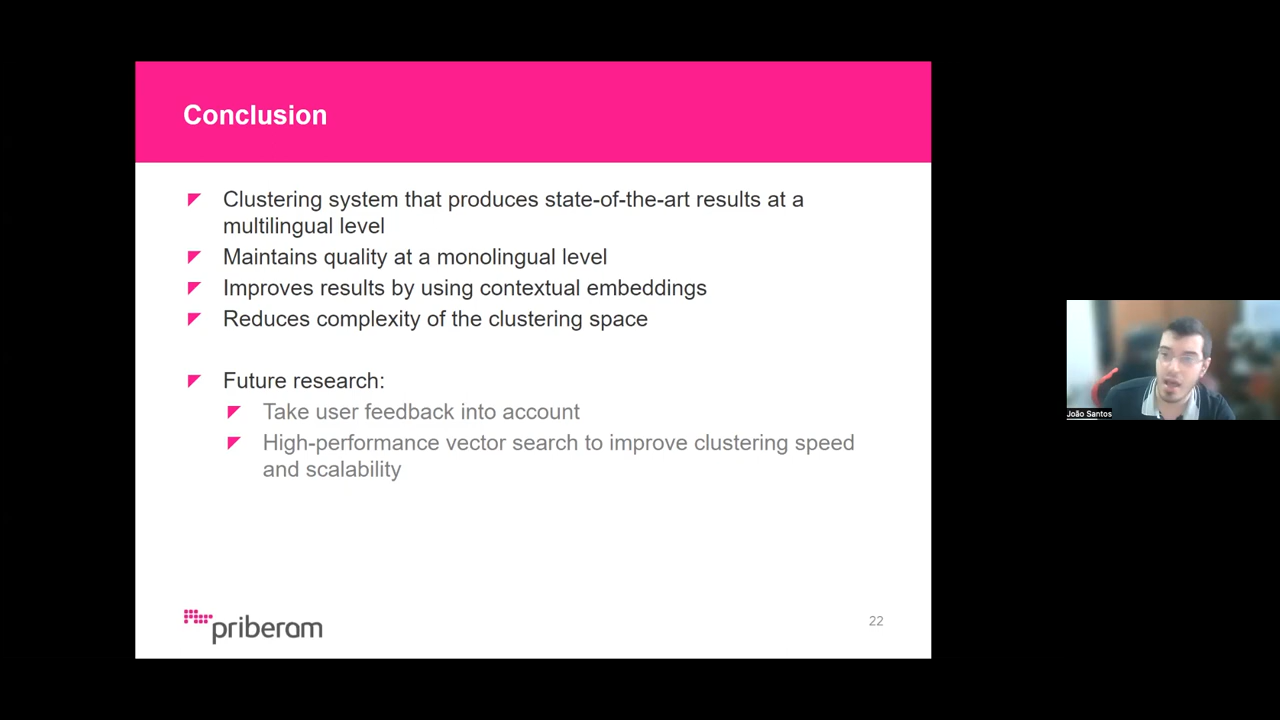 Conclusion
Clustering system that produces state-of-the-art results at a
multilingual level
Maintains quality at a monolingual level
Improves results by using contextual embeddings
Reduces complexity of the clustering space
Future research:
Take user feedback into account
High-performance vector search to improve clustering speed
and scalability
priberam
22
João Santos